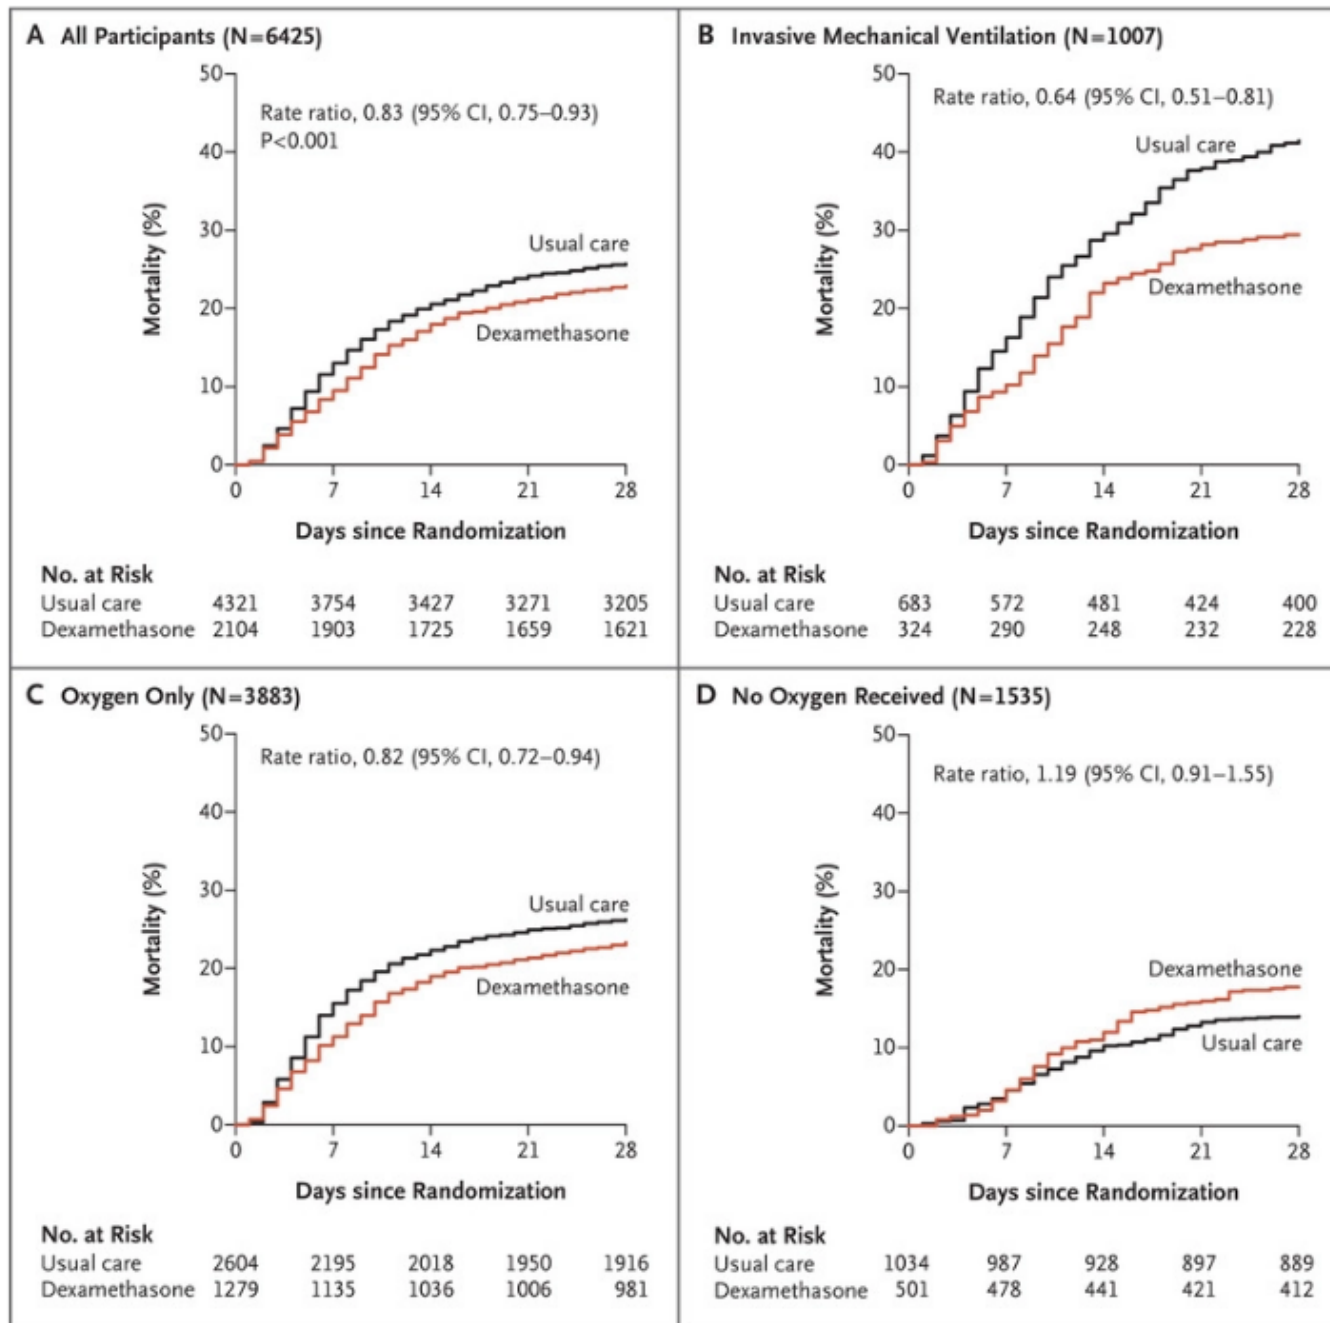 A All Participants (N=6425)
50
40
30
20
10
0
Mortality (%)
Rate ratio, 0.83 (95% CI, 0.75–0.93)
P<0.001
Usual care
Dexamethasone
0 7 14 21 28
Days since Randomization
No. at Risk
Usual care 4321 3754 3427 3271 3205
Dexamethasone 2104 1903 1725 1659 1621
B Invasive Mechanical Ventilation (N=1007)
50
40
30
20
10
0
Mortality (%)
Rate ratio, 0.64 (95% CI, 0.51–0.81)
Usual care
Dexamethasone
0 7 14 21 28
Days since Randomization
No. at Risk
Usual care 683 572 481 424 400
Dexamethasone 324 290 248 232 228
C Oxygen Only (N=3883)
50
40
30
20
10
0
Mortality (%)
Rate ratio, 0.82 (95% CI, 0.72–0.94)
Usual care
Dexamethasone
0 7 14 21 28
Days since Randomization
No. at Risk
Usual care 2604 2195 2018 1950 1916
Dexamethasone 1279 1135 1036 1006 981
D No Oxygen Received (N=1535)
50
40
30
20
10
0
Mortality (%)
Rate ratio, 1.19 (95% CI, 0.91–1.55)
Dexamethasone
Usual care
0 7 14 21 28
Days since Randomization
No. at Risk
Usual care 1034 987 928 897 889
Dexamethasone 501 478 441 421 412